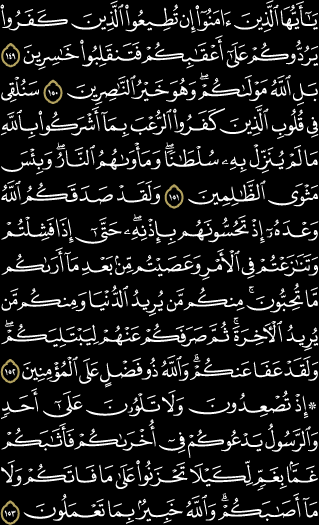 يَـٰٓأَيُّهَا ٱلَّذِينَ ءَامَنُوٓا۟ إِن تُطِيعُوا۟ ٱلَّذِينَ كَفَرُوا۟
يَرُدُّوكُمْ عَلَىٰٓ أَعْقَـٰبِكُمْ فَتَنقَلِبُوا۟ خَـٰسِرِينَ
١٤٩ بَلِ ٱللَّهُ مَوْلَىٰكُمْ ۖ وَهُوَ خَيْرُ ٱلنَّـٰصِرِينَ ١٥٠ سَنُلْقِى
فِى قُلُوبِ ٱلَّذِينَ كَفَرُوا۟ ٱلرُّعْبَ بِمَآ أَشْرَكُوا۟ بِٱللَّهِ
مَا لَمْ يُنَزِّلْ بِهِۦ سُلْطَـٰنًا ۖ وَمَأْوَىٰهُمُ ٱلنَّارُ ۚ وَبِئْسَ
مَثْوَى ٱلظَّـٰلِمِينَ ١٥١ وَلَقَدْ صَدَقَكُمُ ٱللَّهُ
وَعْدَهُۥٓ إِذْ تَحُسُّونَهُم بِإِذْنِهِۦ ۖ حَتَّىٰٓ إِذَا فَشِلْتُمْ
وَتَنَـٰزَعْتُمْ فِى ٱلْأَمْرِ وَعَصَيْتُم مِّنۢ بَعْدِ مَآ أَرَىٰكُم
مَّا تُحِبُّونَ ۚ مِنكُم مَّن يُرِيدُ ٱلدُّنْيَا وَمِنكُم مَّن
يُرِيدُ ٱلْـَٔاخِرَةَ ۚ ثُمَّ صَرَفَكُمْ عَنْهُمْ لِيَبْتَلِيَكُمْ ۖ
وَلَقَدْ عَفَا عَنكُمْ ۗ وَٱللَّهُ ذُو فَضْلٍ عَلَى ٱلْمُؤْمِنِينَ ١٥٢
۞ إِذْ تُصْعِدُونَ وَلَا تَلْوُۥنَ عَلَىٰٓ أَحَدٍ
وَٱلرَّسُولُ يَدْعُوكُمْ فِىٓ أُخْرَىٰكُمْ فَأَثَـٰبَكُمْ
غَمًّۢا بِغَمٍّ لِّكَيْلَا تَحْزَنُوا۟ عَلَىٰ مَا فَاتَكُمْ وَلَا
مَآ أَصَـٰبَكُمْ ۗ وَٱللَّهُ خَبِيرٌۢ بِمَا تَعْمَلُونَ ١٥٣